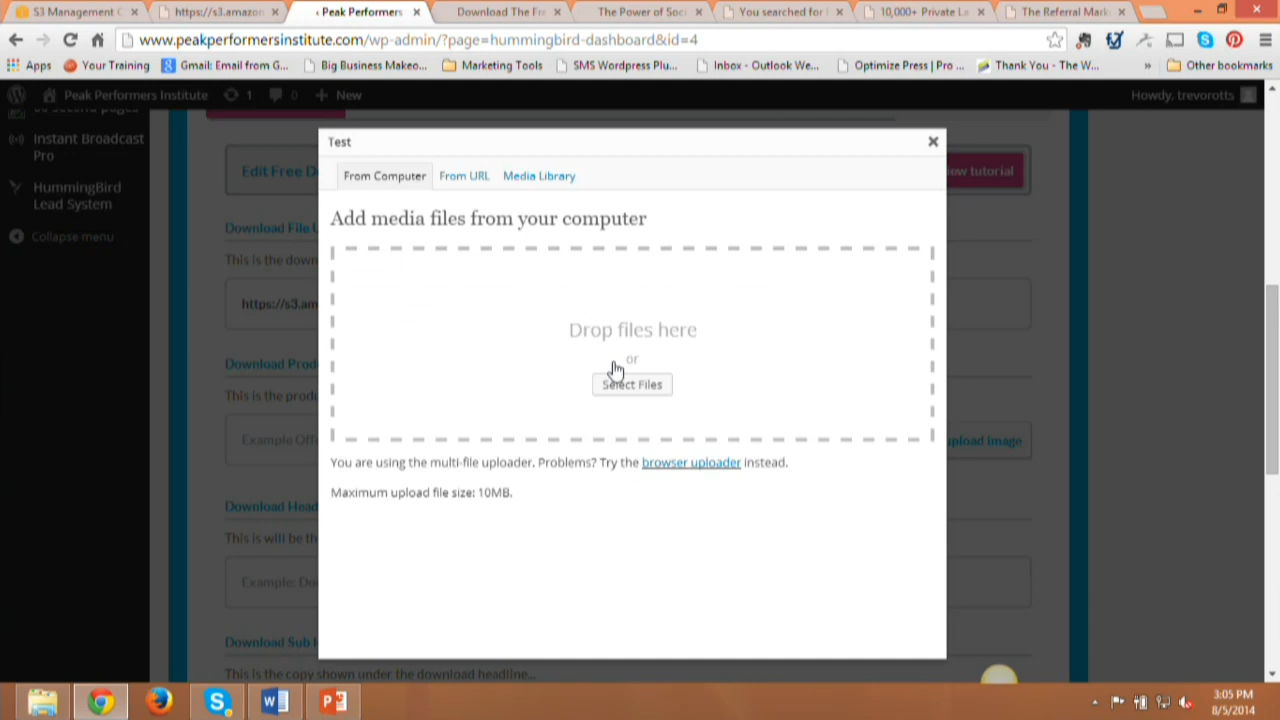 S3 Management C
https://s3.amazon
Peak Performers
Download The Fr
The Power of Soci
You searched for
10,000+ Private La
The Referral Mark
www.peakperformersinstitute.com/wp-admin/?page=hummingbird-dashboard&id=4
Apps
Your Training
Gmail: Email from G...
Big Business Makeo...
Marketing Tools
SMS Wordpress Plu...
Inbox - Outlook We...
Optimize Press | Pro ...
Thank You - The W...
»
Other bookmarks
Peak Performers Institute
1
0
+ New
Howdy, trevorotts
Instant Broadcast
Pro
HummingBird
Lead System
Collapse menu
Edit Free D
ew tutorial
Download File U
This is the down
https://s3.am
Download Prod
This is the produ
Example Off
pload Image
Download Head
This is will be th
Example: Do
Download Sub H
This is the copy shown under the download headline...
Test
From Computer
From URL
Media Library
Add media files from your computer
Drop files here
or
Select Files
You are using the multi-file uploader. Problems? Try the browser uploader instead.
Maximum upload file size: 10MB.
3:05 PM
8/5/2014